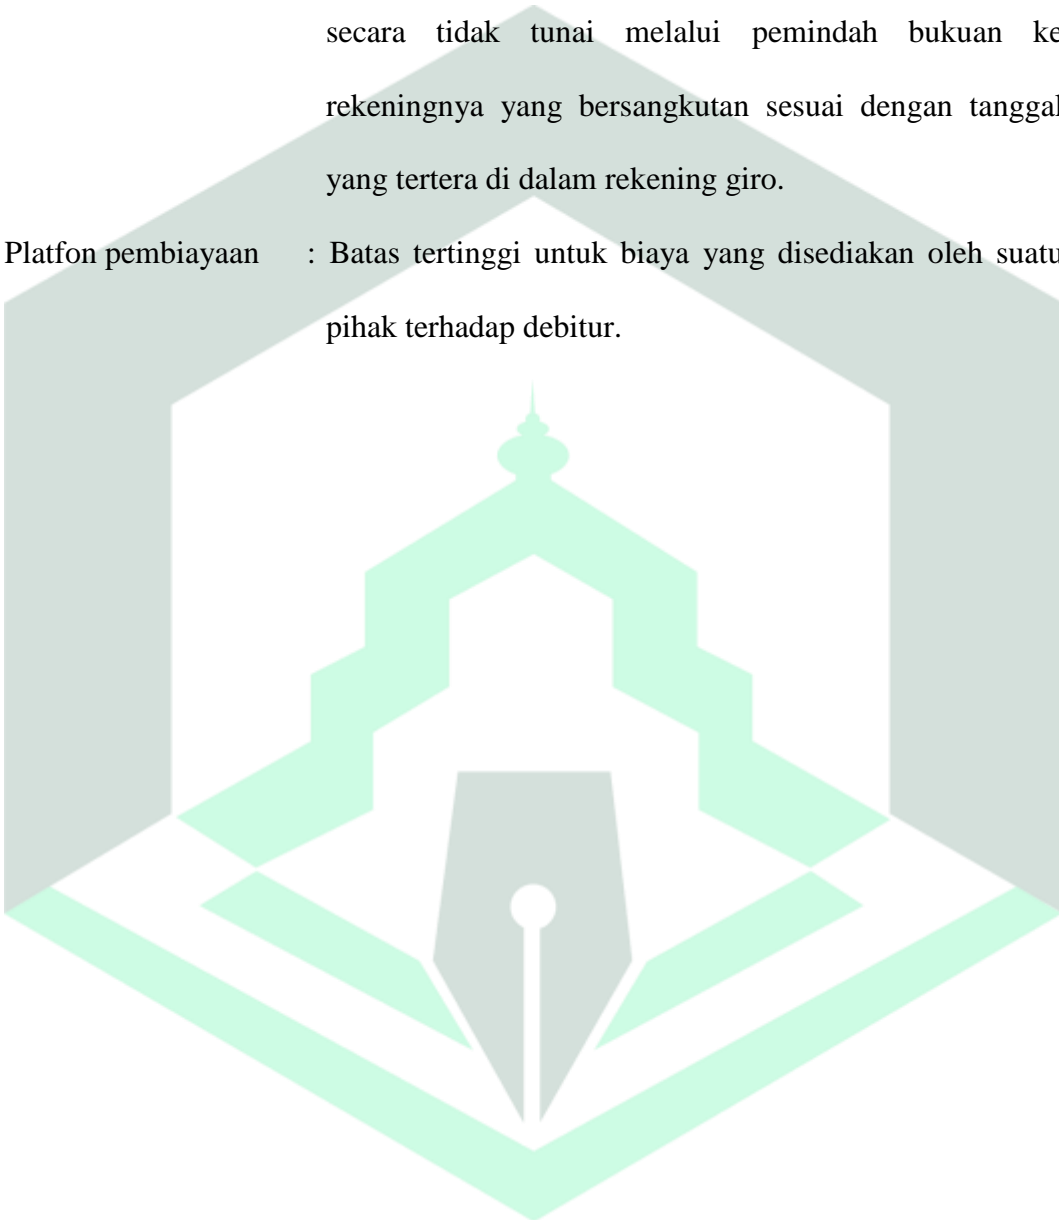 secara tidak tunai melalui pemindah bukuan ke
rekeningnya yang bersangkutan sesuai dengan tanggal
yang tertera di dalam rekening giro.
Platfon pembiayaan : Batas tertinggi untuk biaya yang disediakan oleh suatu
pihak terhadap debitur.